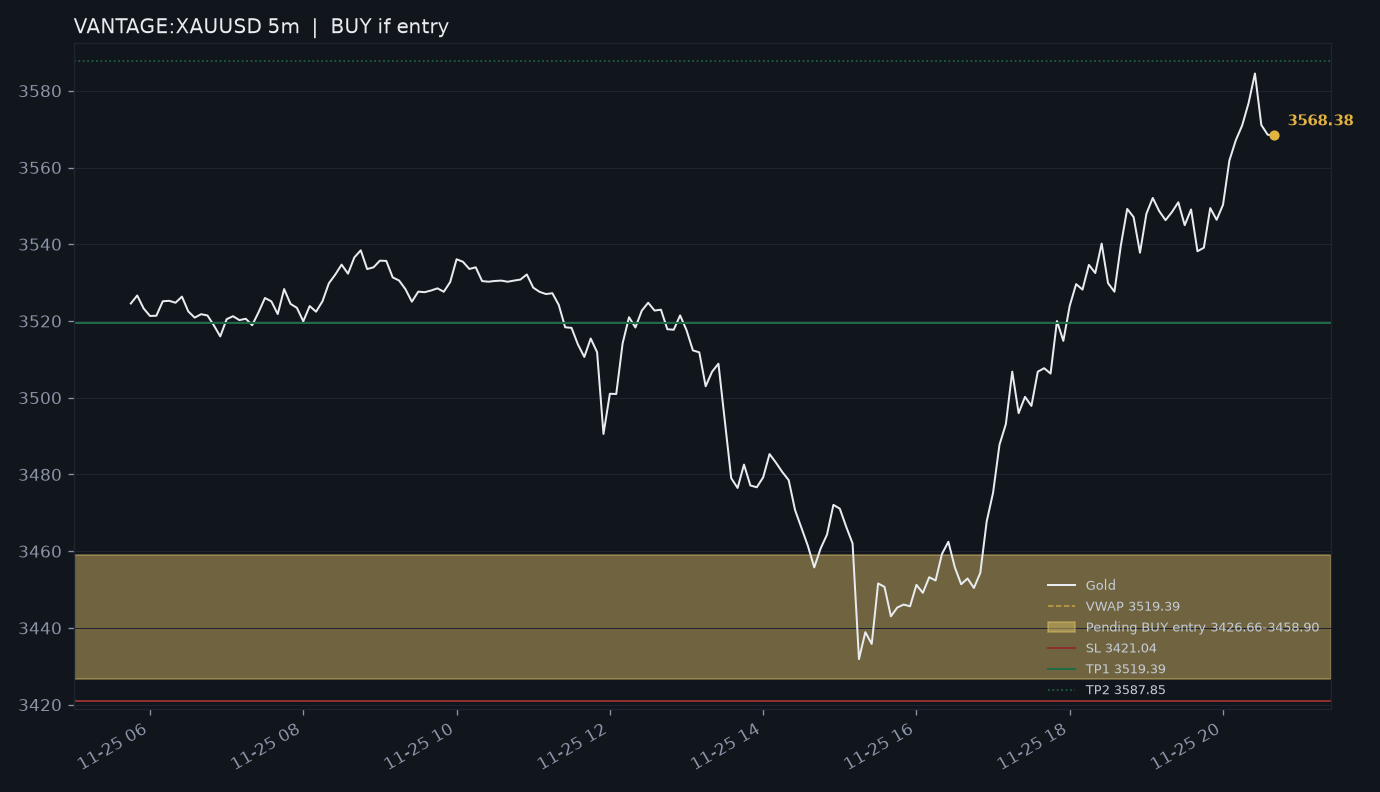 VANTAGE:XAUUSD 5m | BUY if entry
3580
3560
3540
3520
3500
3480
3460
3440
3420
3568.38
Gold
VWAP 3519.39
Pending BUY entry 3426.66-3458.90
SL 3421.04
TP1 3519.39
TP2 3587.85
11-25 06
11-25 08
11-25 10
11-25 12
11-25 14
11-25 16
11-25 18
11-25 20